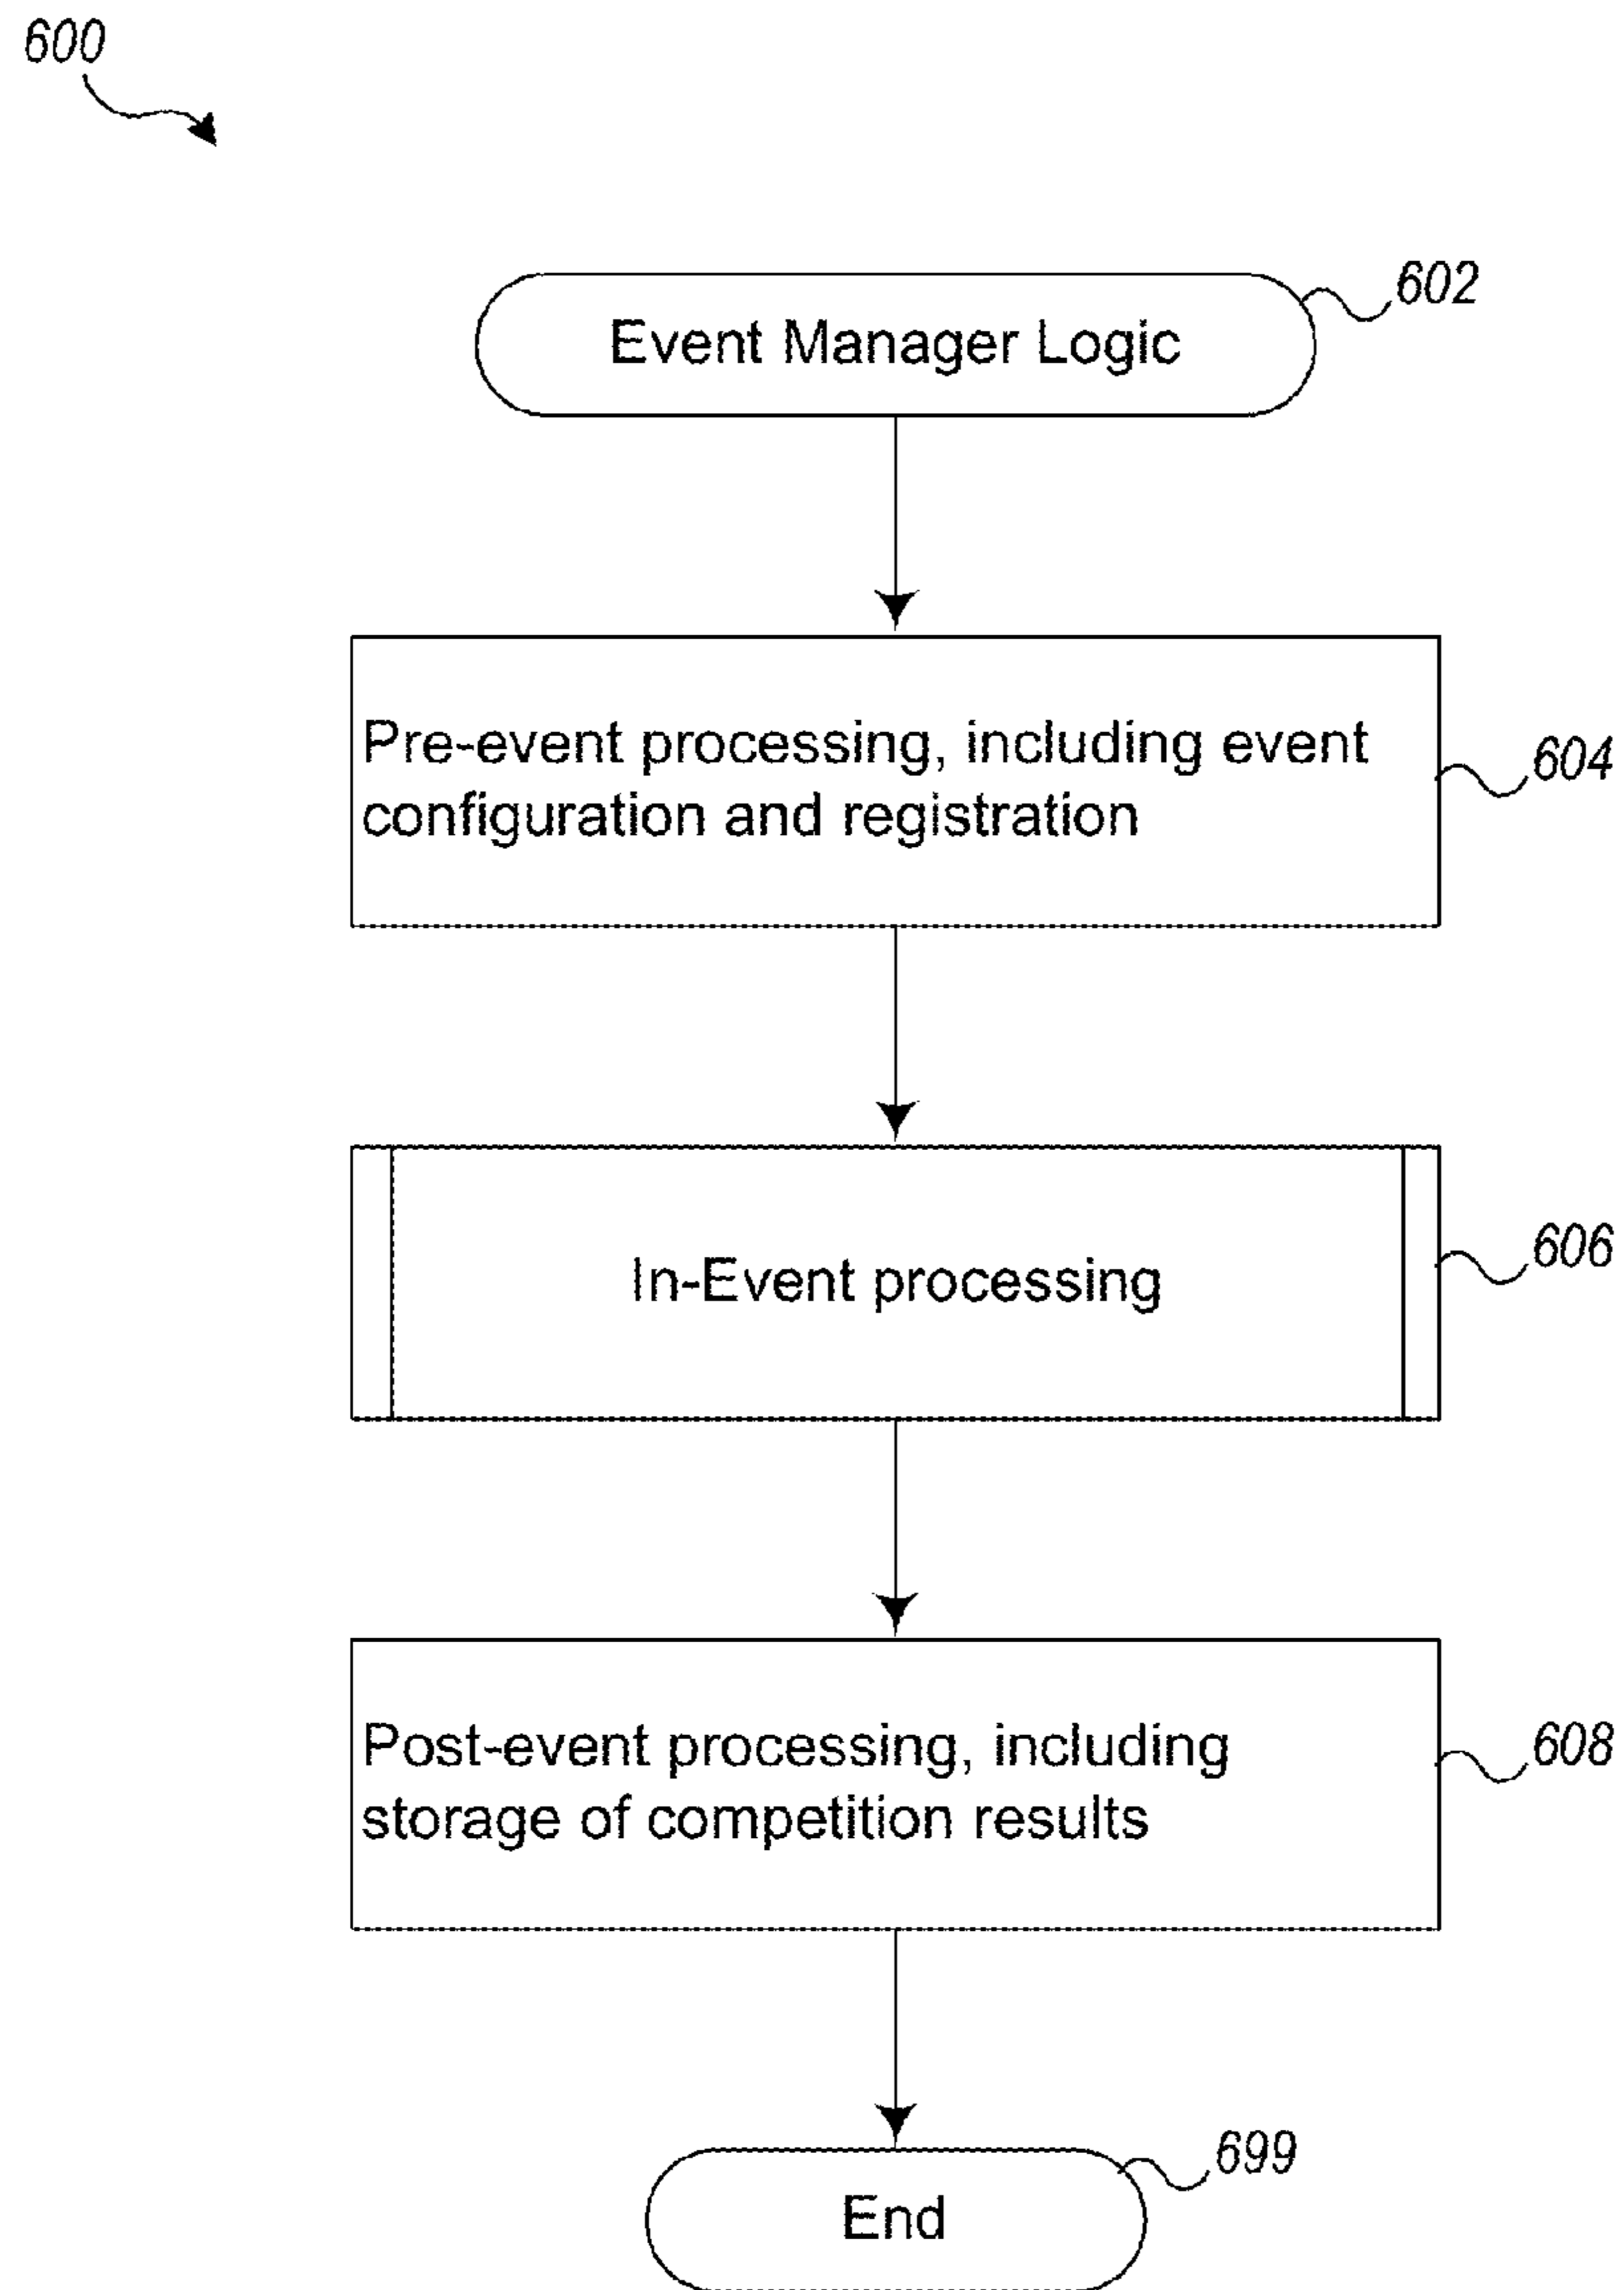 600
602
Event Manager Logic
Pre-event processing, including event
configuration and registration
604
In-Event processing
606
Post-event processing, including
storage of competition results
608
699
End